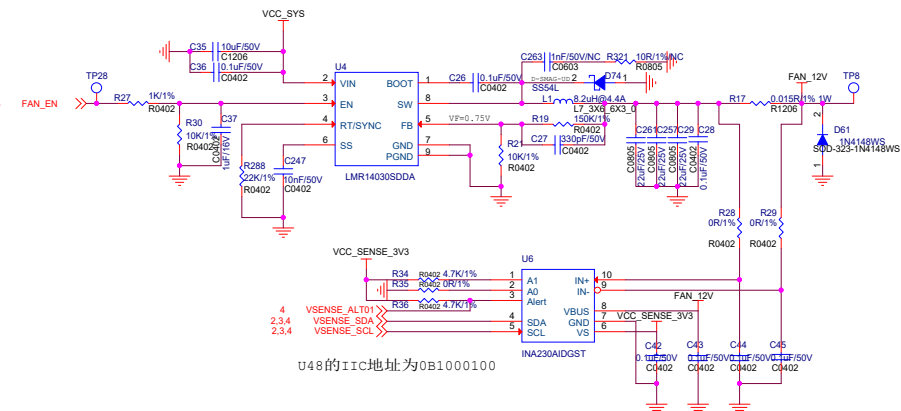 VCC_SYS
C35 10uF/50V
C1206
C36 0.1uF/50V
C0402
TP28
FAN_EN
R27 1K/1%
R0402
R30
10K/1%
R0402
C37
C0402
1uF/16V
R288
22K/1%
R0402
C247
10nF/50V
C0402
U4
2 VIN
3 EN
4 RT/SYNC
6 SS
BOOT 1
SW 8
FB 5
GND 7
PGND 9
LMR14030SDDA
C26 0.1uF/50V
C0402
C263 1nF/50V/NC
C0603
R321 10R/1%/NC
R0805
D-SMAG-UD 2 D74 1
SS54L
L1 8.2uH@4.4A
L7_3X6_6X3_0
VF=0.75V
R19 150K/1%
R0402
C27 330pF/50V
C0402
R21
10K/1%
R0402
C261
C0805
22uF/25V
C257
C0805
22uF/25V
C29
C0402
22uF/25V
C28
C0402
0.1uF/50V
R17 0.015R/1% 1W
R1206
FAN_12V
TP8
2
1
D61
1N4148WS
SOD-323-1N4148WS
R28
0R/1%
R0402
R29
0R/1%
R0402
VCC_SENSE_3V3
R34 R0402 4.7K/1%
R35 R0402 0R/1%
R36 R0402 4.7K/1%
4 VSENSE_ALT01
2,3,4 VSENSE_SDA
2,3,4 VSENSE_SCL
U6
1 A1
2 A0
3 Alert
4 SDA
5 SCL
IN+ 10
IN- 9
VBUS 8
GND 7
VS 6
INA230AIDGST
FAN_12V
VCC_SENSE_3V3
C42
0.1uF/50V
C0402
C43
0.1uF/50V
C0402
C44
0.1uF/50V
C0402
C45
0.1uF/50V
C0402
U48的IIC地址为0B1000100